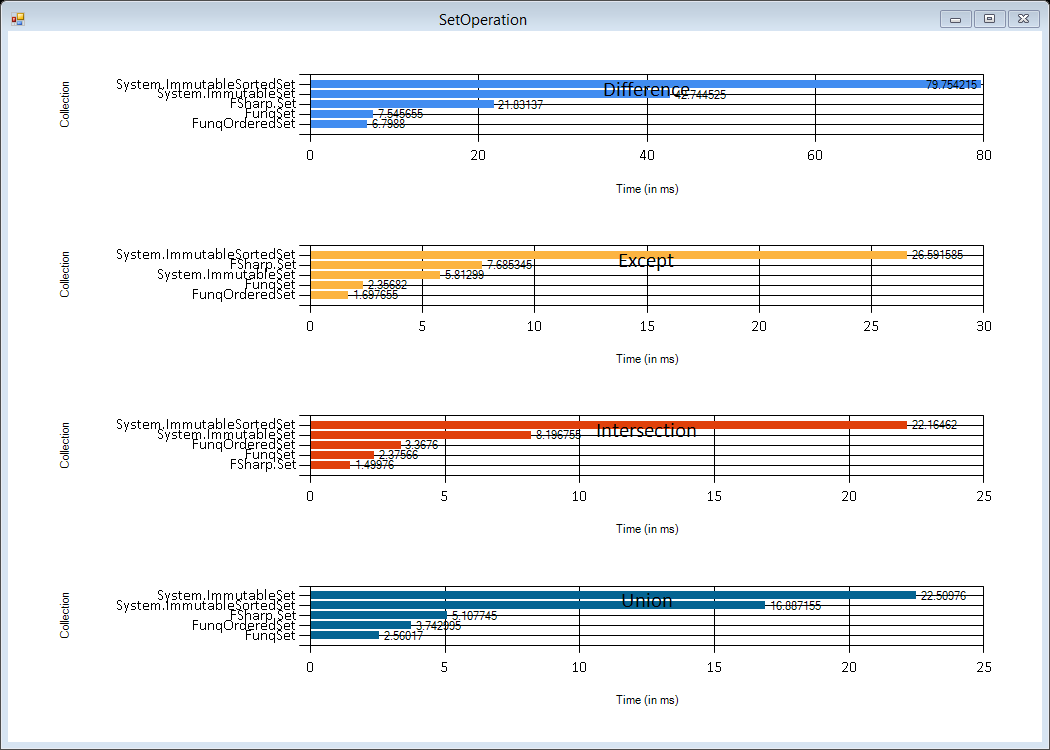 SetOperation
Difference
Collection
System.ImmutableSortedSet 79.754215
System.ImmutableSet 42.744525
FSharp.Set 21.83137
FunqSet 7.545655
FunqOrderedSet 6.7988
0 20 40 60 80
Time (in ms)
Except
Collection
System.ImmutableSortedSet 26.591585
FSharp.Set 7.685345
System.ImmutableSet 5.81299
FunqSet 2.35682
FunqOrderedSet 1.697655
0 5 10 15 20 25 30
Time (in ms)
Intersection
Collection
System.ImmutableSortedSet 22.16462
System.ImmutableSet 8.196755
FunqOrderedSet 3.3676
FunqSet 2.37566
FSharp.Set 1.49976
0 5 10 15 20 25
Time (in ms)
Union
Collection
System.ImmutableSet 22.50976
System.ImmutableSortedSet 16.887155
FSharp.Set 5.107745
FunqOrderedSet 3.742995
FunqSet 2.56017
0 5 10 15 20 25
Time (in ms)